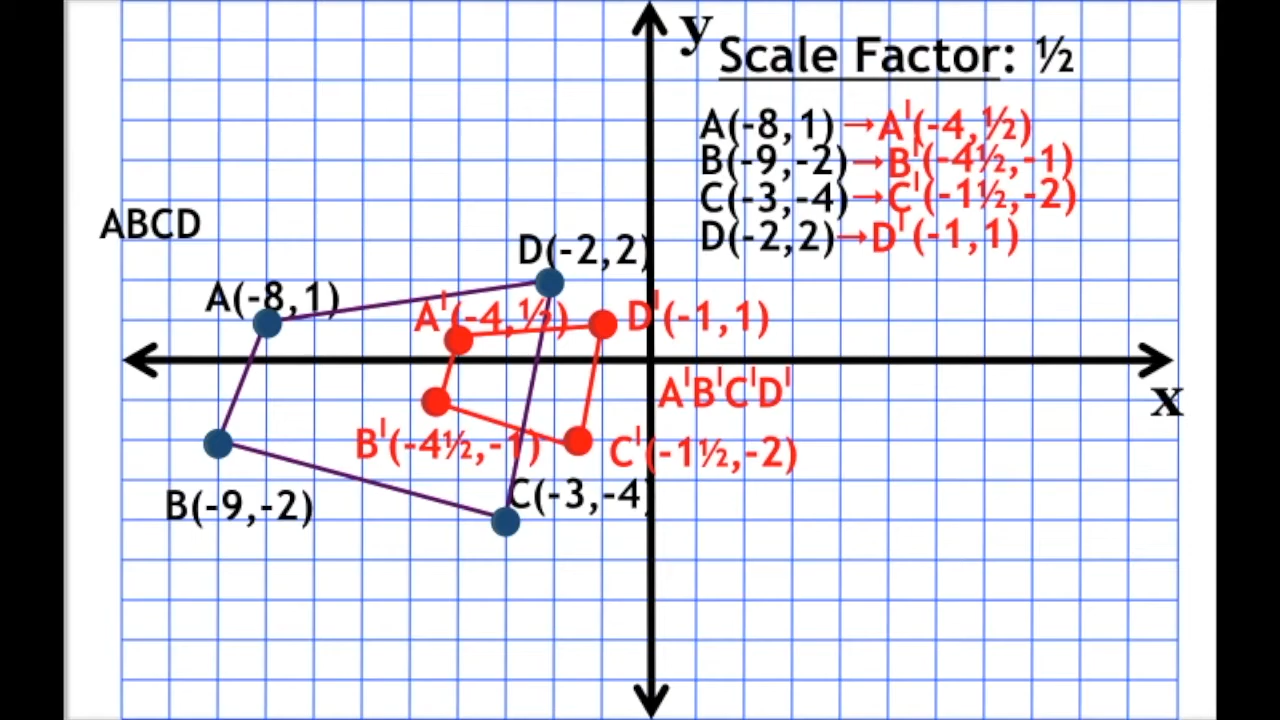 y
Scale Factor: ½
A(-8,1)→A'(-4,½)
B(-9,-2)→B'(-4½,-1)
C(-3,-4)→C'(-1½,-2)
D(-2,2)→D'(-1,1)
ABCD
D(-2,2)
A(-8,1)
A'(-4,½)
D'(-1,1)
A'B'C'D'
x
B'(-4½,-1)
C'(-1½,-2)
C(-3,-4)
B(-9,-2)